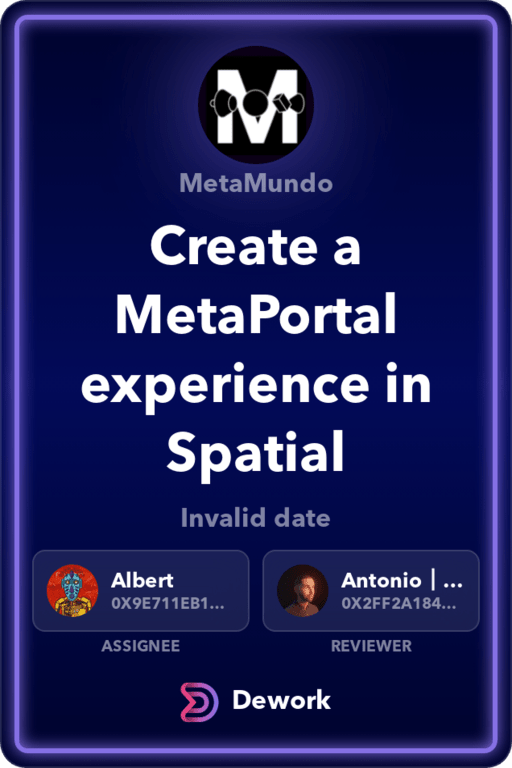 M
MetaMundo
Create a
MetaPortal
experience in
Spatial
Invalid date
Albert
0X9E711EB1...
ASSIGNEE
Antonio | ...
0X2FF2A184...
REVIEWER
Dework